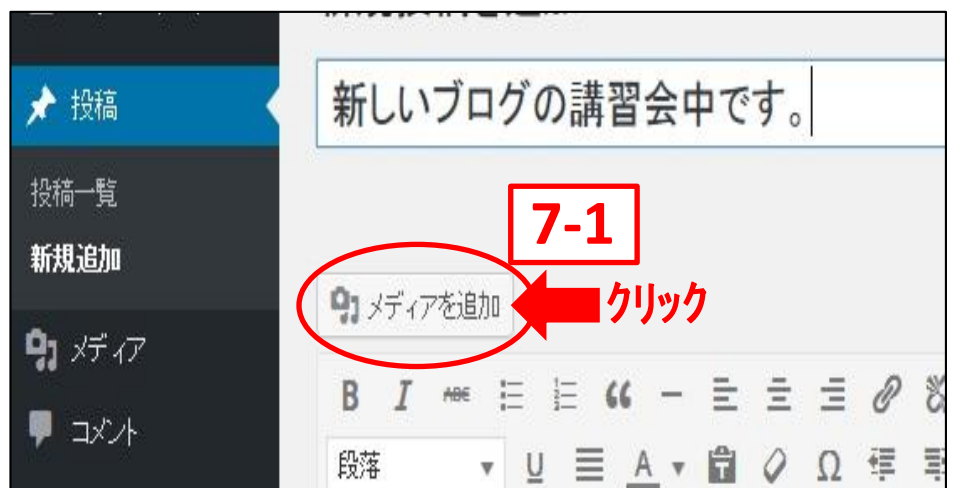 投稿
新しいブログの講習会中です。
投稿一覧
7-1
新規追加
メディアを追加
クリック
メディア
B I ABE
コメント
段落 U A Ω